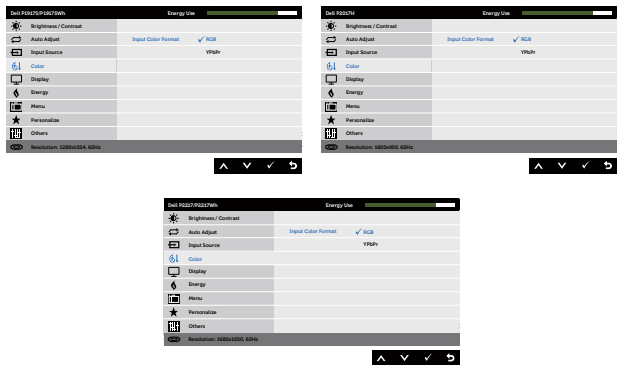 Dell P1917S/P1917SWh Energy Use
Brightness / Contrast
Auto Adjust Input Color Format ✓ RGB
Input Source YPbPr
Color
Display
Energy
Menu
Personalize
Others
Resolution: 1280x1024, 60Hz
Dell P2017H Energy Use
Brightness / Contrast
Auto Adjust Input Color Format ✓ RGB
Input Source YPbPr
Color
Display
Energy
Menu
Personalize
Others
Resolution: 1600x900, 60Hz
Dell P2217/P2217Wh Energy Use
Brightness / Contrast
Auto Adjust Input Color Format ✓ RGB
Input Source YPbPr
Color
Display
Energy
Menu
Personalize
Others
Resolution: 1680x1050, 60Hz